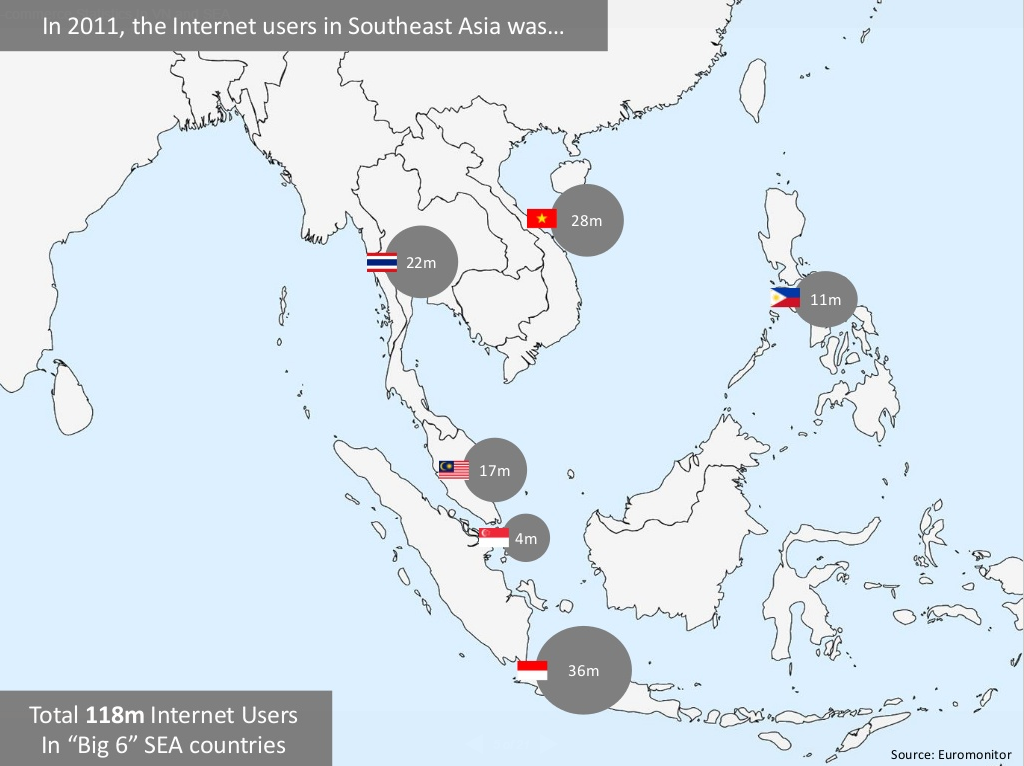 In 2011, the Internet users in Southeast Asia was…
28m
22m
11m
17m
4m
36m
Total 118m Internet Users
In “Big 6” SEA countries
Source: Euromonitor